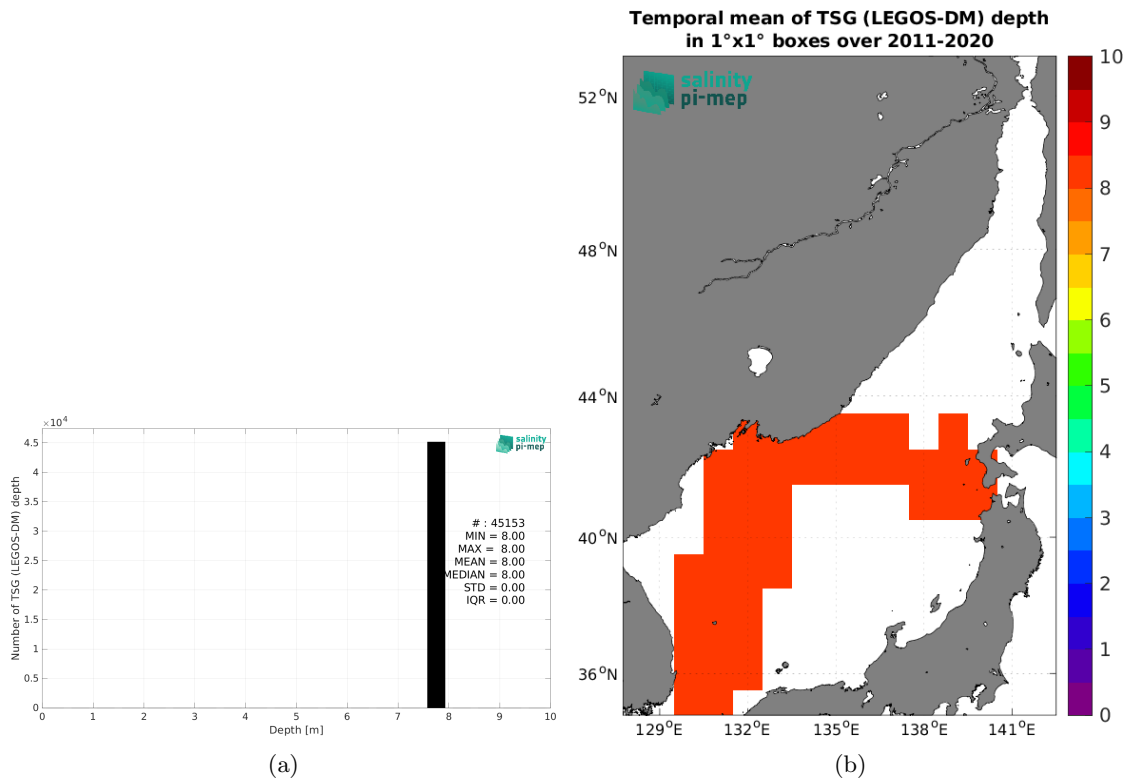 ×10⁴
4.5
4
3.5
3
2.5
2
1.5
1
0.5
0
Number of TSG (LEGOS-DM) depth
salinity
pi-mep
# : 45153
MIN = 8.00
MAX = 8.00
MEAN = 8.00
MEDIAN = 8.00
STD = 0.00
IQR = 0.00
0 1 2 3 4 5 6 7 8 9 10
Depth [m]
(a)
Temporal mean of TSG (LEGOS-DM) depth
in 1°x1° boxes over 2011-2020
salinity
pi-mep
52°N
48°N
44°N
40°N
36°N
129°E 132°E 135°E 138°E 141°E
10
9
8
7
6
5
4
3
2
1
0
(b)